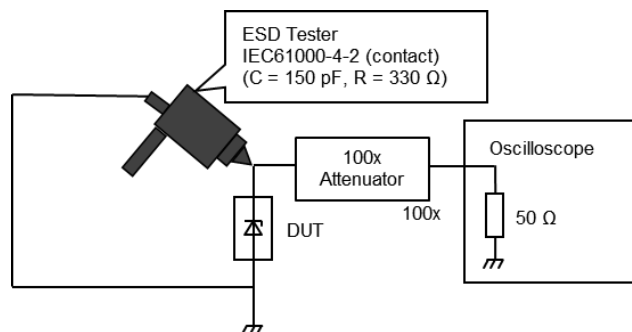 ESD Tester
IEC61000-4-2 (contact)
(C = 150 pF, R = 330 Ω)
100x
Attenuator
100x
Oscilloscope
50 Ω
DUT